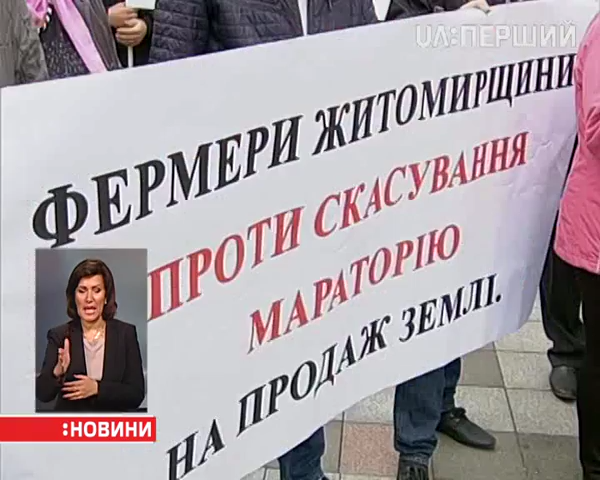 UA:ПЕРШИЙ
ФЕРМЕРИ ЖИТОМИРЩИНИ
ПРОТИ СКАСУВАННЯ
МАРАТОРІЮ
НА ПРОДАЖ ЗЕМЛІ.
:НОВИНИ